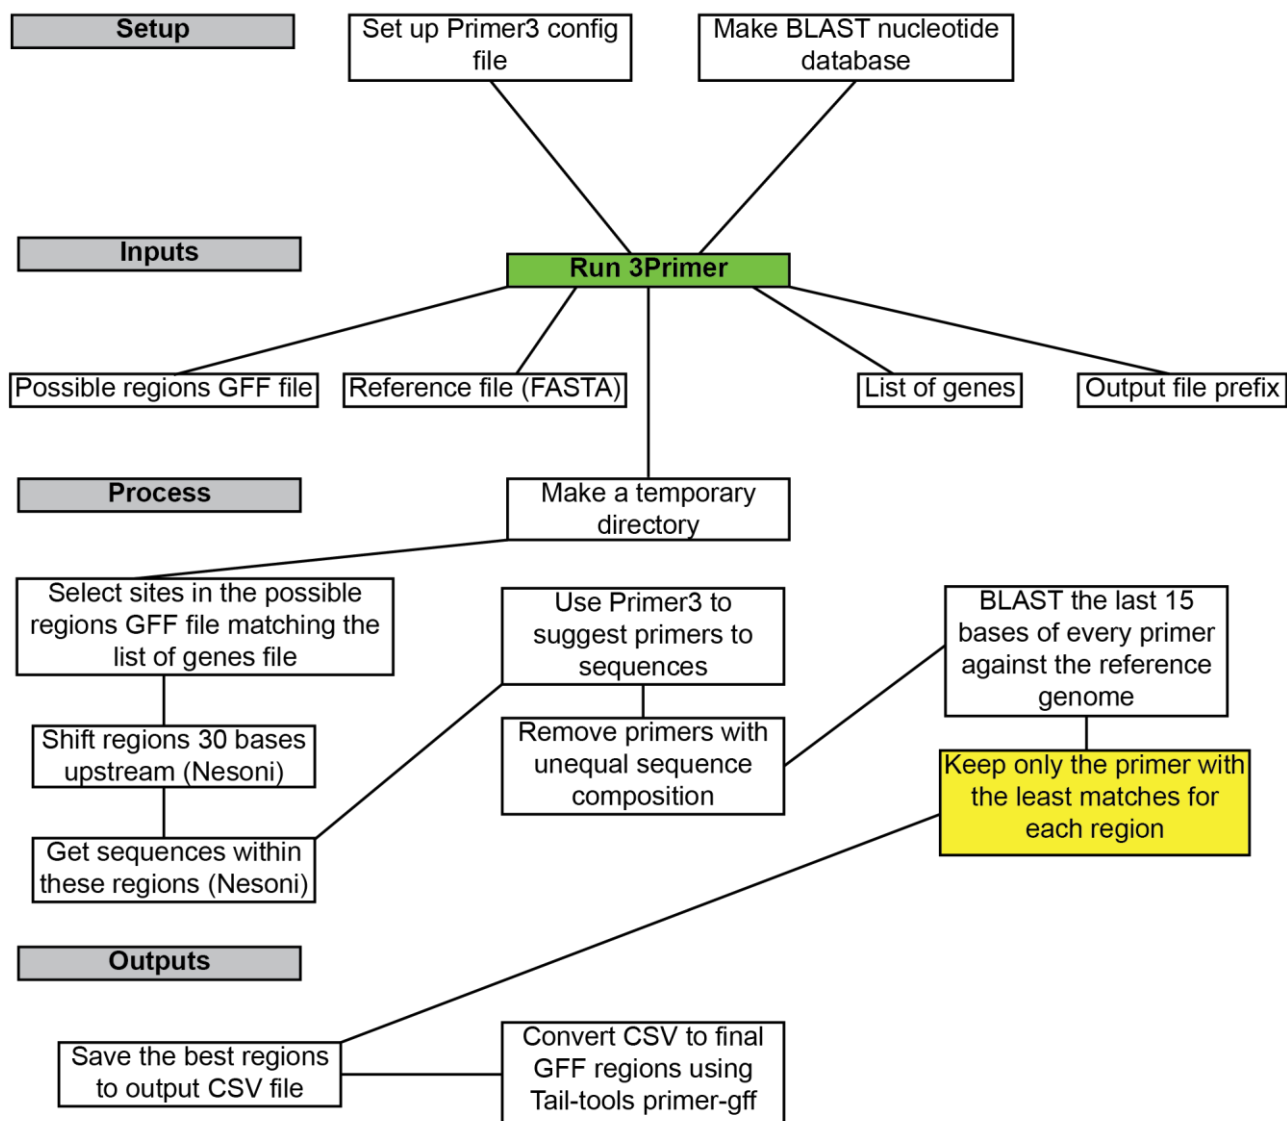 Setup
Set up Primer3 config
file
Make BLAST nucleotide
database
Inputs
Run 3Primer
Possible regions GFF file
Reference file (FASTA)
List of genes
Output file prefix
Process
Make a temporary
directory
Select sites in the possible
regions GFF file matching the
list of genes file
Shift regions 30 bases
upstream (Nesoni)
Get sequences within
these regions (Nesoni)
Use Primer3 to
suggest primers to
sequences
Remove primers with
unequal sequence
composition
BLAST the last 15
bases of every primer
against the reference
genome
Keep only the primer with
the least matches for
each region
Outputs
Save the best regions
to output CSV file
Convert CSV to final
GFF regions using
Tail-tools primer-gff